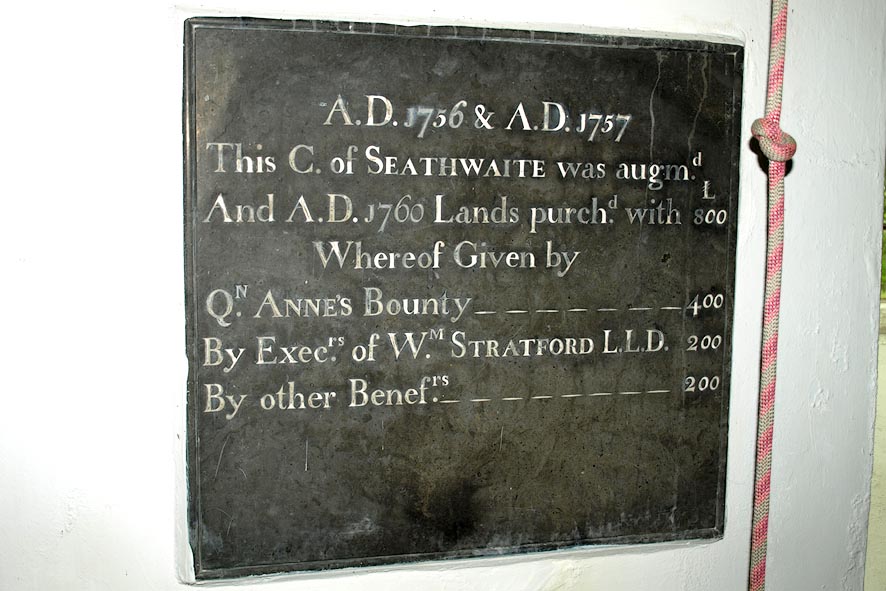 A.D. 1756 & A.D. 1757
This C. of SEATHWAITE was augm.d
And A.D. 1760 Lands purch.d with £ 800
Whereof Given by
Q.N ANNE'S Bounty _ _ _ _ _ _ _ 400
By Exec.rs of W.M STRATFORD L.L.D. 200
By other Benef.rs _ _ _ _ _ _ _ _ 200